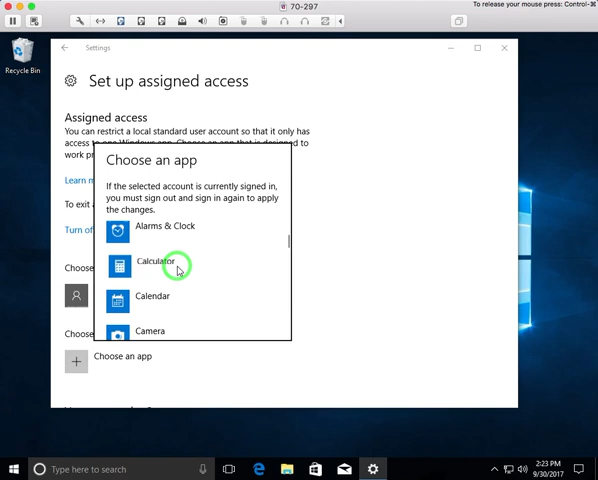 70-297
To release your mouse press: Control-⌘
Recycle Bin
Settings
Set up assigned access
Assigned access
You can restrict a local standard user account so that it only has
access to one Windows app. Choose an app that is designed to
work pr
Learn m
To exit a
Turn off
Choose
Choose
Choose an app
Choose an app
If the selected account is currently signed in,
you must sign out and sign in again to apply
the changes.
Alarms & Clock
Calculator
Calendar
Camera
Type here to search
2:23 PM
9/30/2017